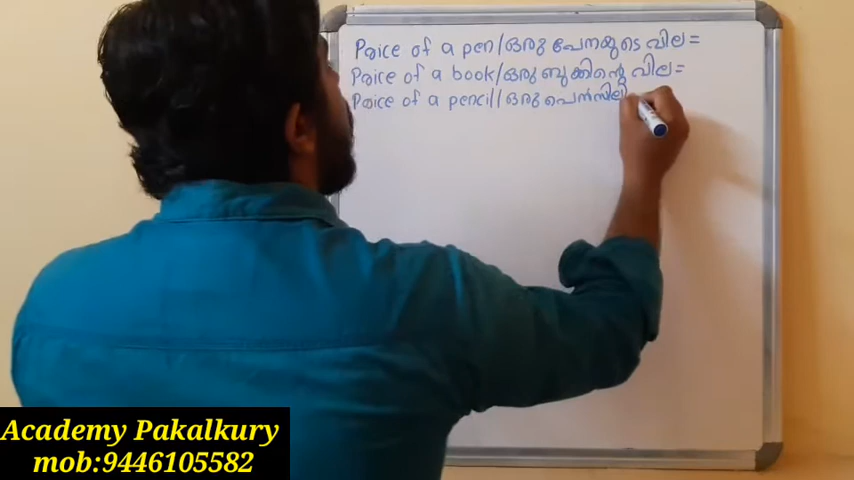 Price of a pen/ഒരു പേനയുടെ വില=
Price of a book/ഒരു ബുക്കിന്റെ വില=
Price of a pencil/ഒരു പെൻസിലി
Academy Pakalkury
mob:9446105582